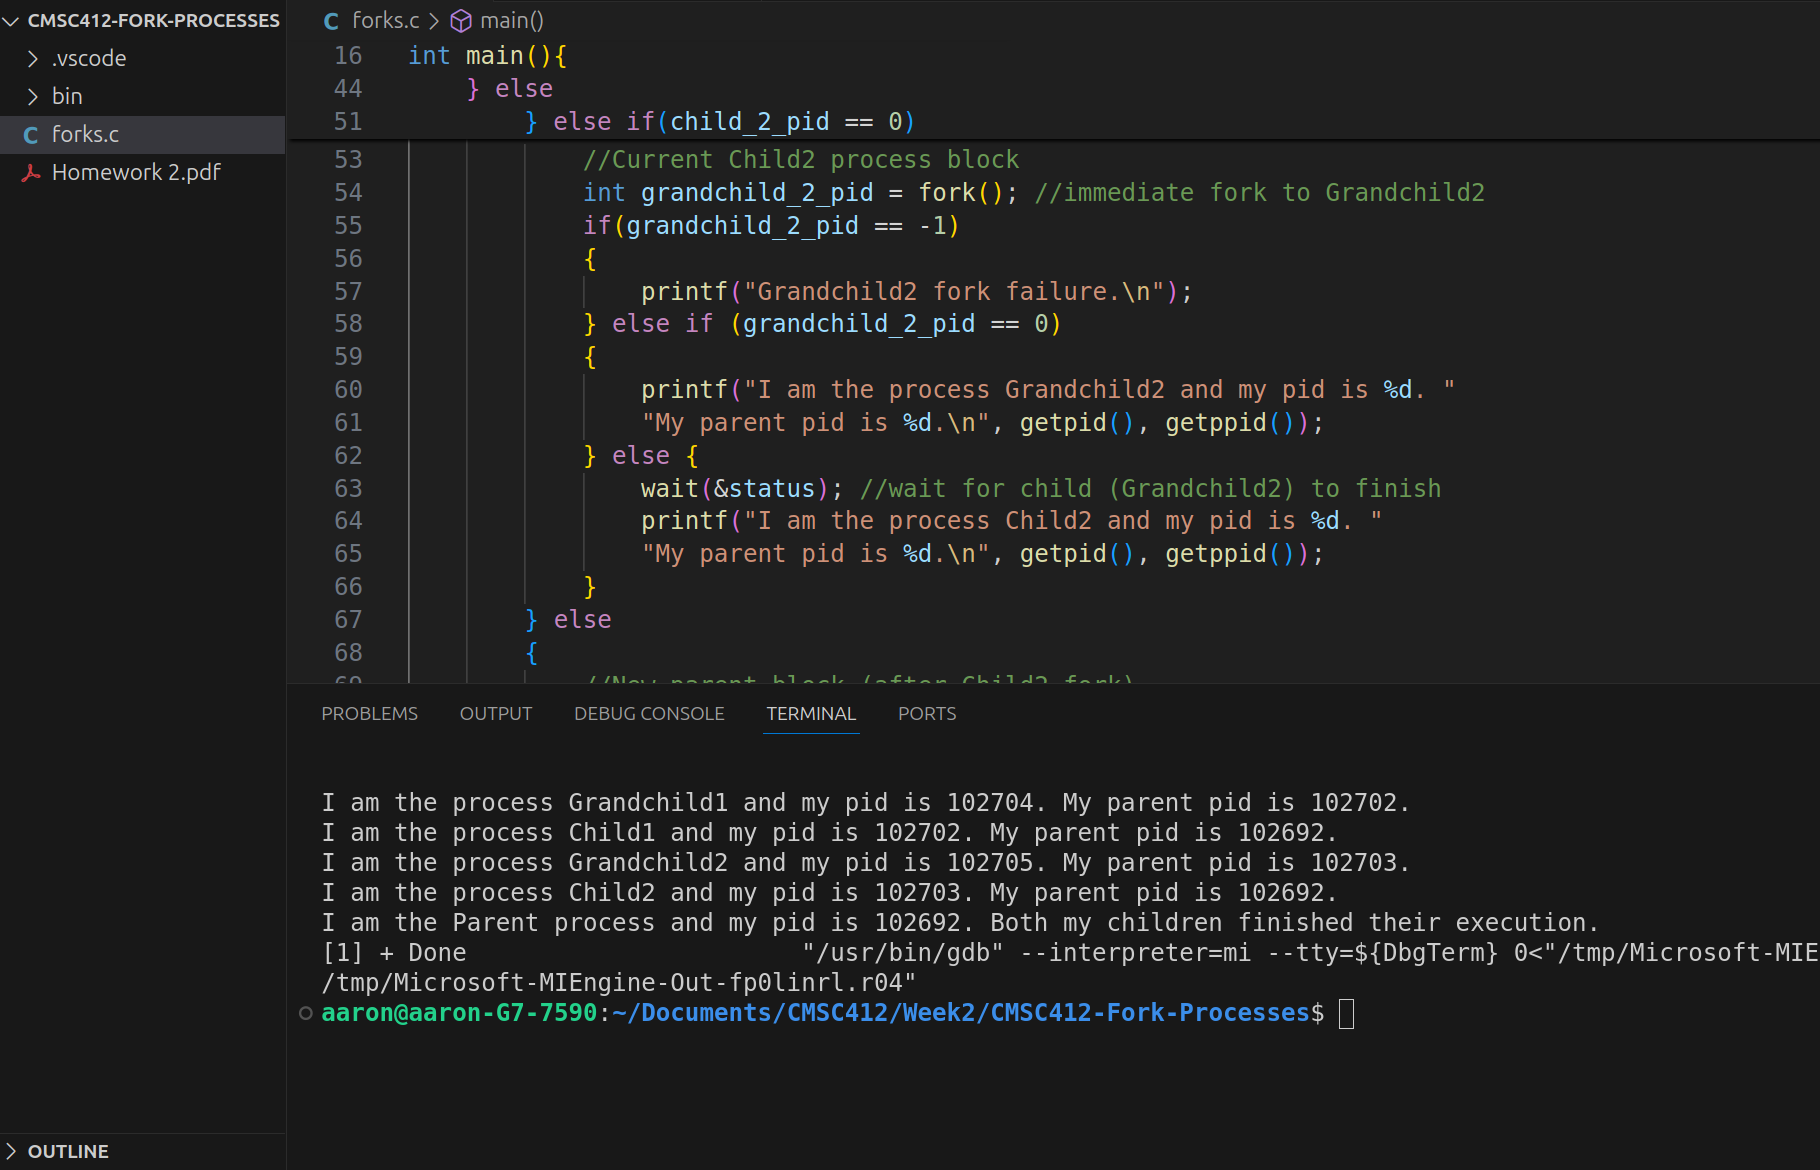 CMSC412-FORK-PROCESSES
.vscode
bin
C forks.c
Homework 2.pdf
OUTLINE
C forks.c > main()
16 int main(){
44 } else
51 } else if(child_2_pid == 0)
53 //Current Child2 process block
54 int grandchild_2_pid = fork(); //immediate fork to Grandchild2
55 if(grandchild_2_pid == -1)
56 {
57 printf("Grandchild2 fork failure.\n");
58 } else if (grandchild_2_pid == 0)
59 {
60 printf("I am the process Grandchild2 and my pid is %d. "
61 "My parent pid is %d.\n", getpid(), getppid());
62 } else {
63 wait(&status); //wait for child (Grandchild2) to finish
64 printf("I am the process Child2 and my pid is %d. "
65 "My parent pid is %d.\n", getpid(), getppid());
66 }
67 } else
68 {
69 //New parent block (after Child2 fork)
PROBLEMS OUTPUT DEBUG CONSOLE TERMINAL PORTS
I am the process Grandchild1 and my pid is 102704. My parent pid is 102702.
I am the process Child1 and my pid is 102702. My parent pid is 102692.
I am the process Grandchild2 and my pid is 102705. My parent pid is 102703.
I am the process Child2 and my pid is 102703. My parent pid is 102692.
I am the Parent process and my pid is 102692. Both my children finished their execution.
[1] + Done "/usr/bin/gdb" --interpreter=mi --tty=${DbgTerm} 0<"/tmp/Microsoft-MIE
/tmp/Microsoft-MIEngine-Out-fp0linrl.r04"
aaron@aaron-G7-7590:~/Documents/CMSC412/Week2/CMSC412-Fork-Processes$